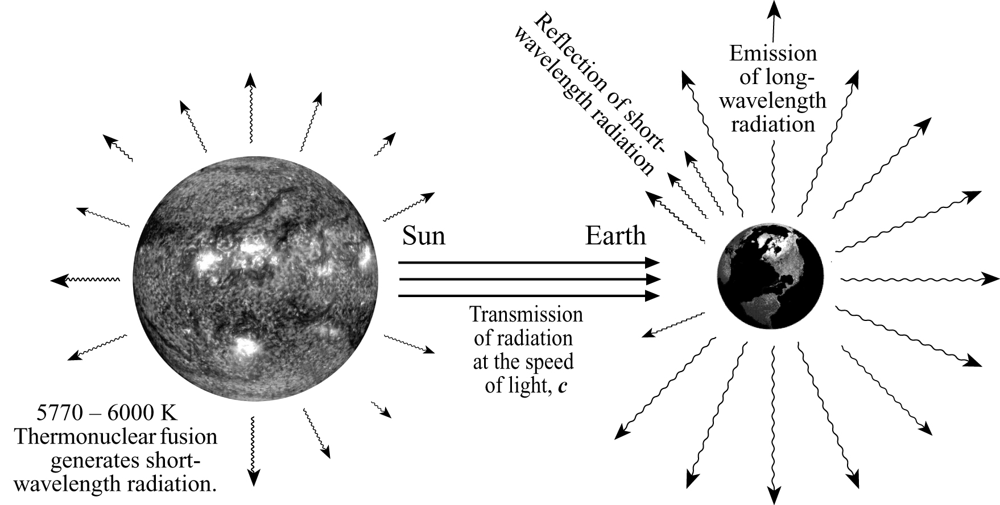 Reflection of short-
wavelength radiation
Emission
of long-
wavelength
radiation
Sun
Earth
Transmission
of radiation
at the speed
of light, c
5770 – 6000 K
Thermonuclear fusion
generates short-
wavelength radiation.